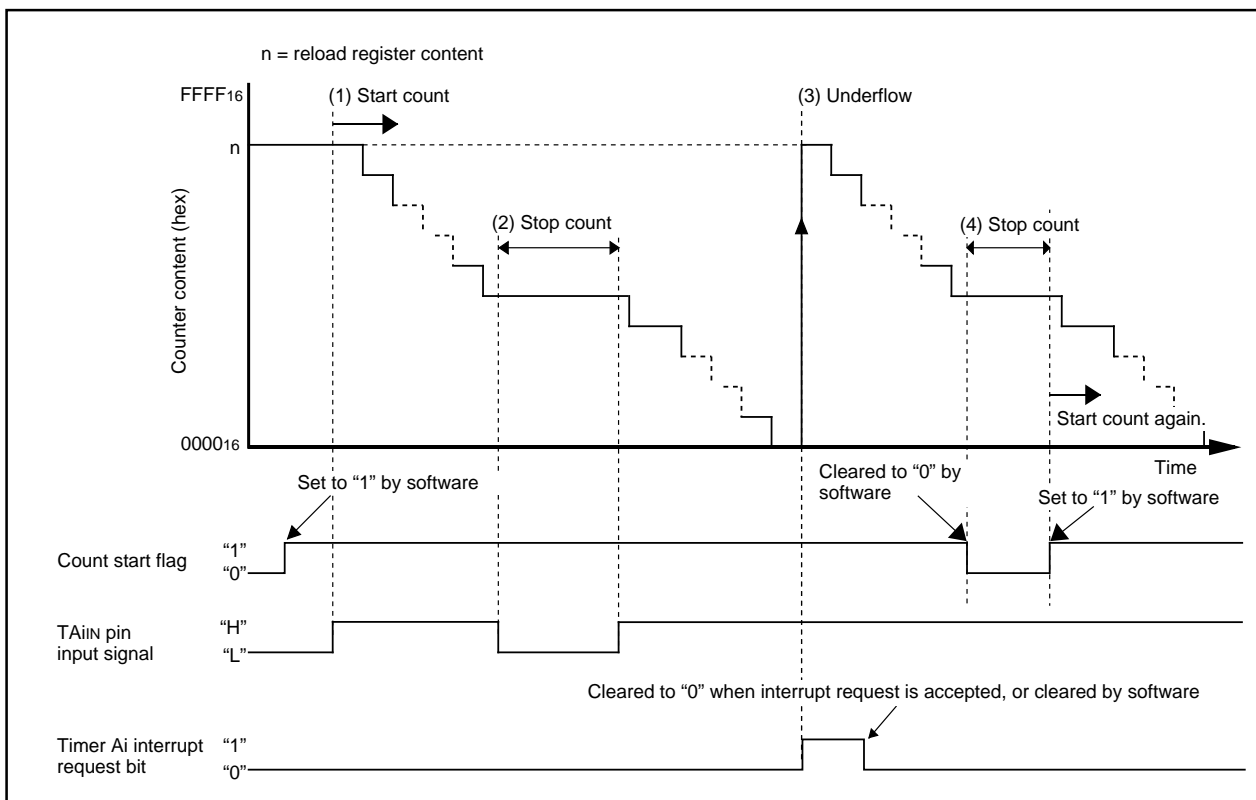 n = reload register content
FFFF16
(1) Start count
(3) Underflow
n
Counter content (hex)
(2) Stop count
(4) Stop count
Start count again.
000016
Time
Set to “1” by software
Cleared to “0” by
software
Set to “1” by software
Count start flag
“1”
“0”
TAiIN pin
input signal
“H”
“L”
Cleared to “0” when interrupt request is accepted, or cleared by software
Timer Ai interrupt
request bit
“1”
“0”